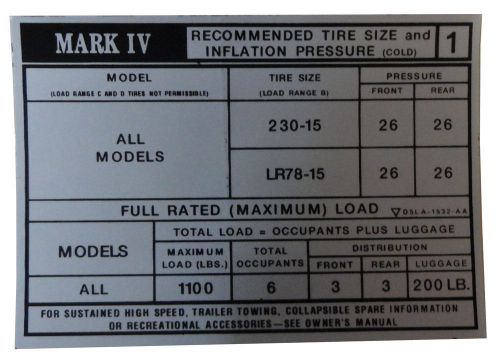 MARK IV
RECOMMENDED TIRE SIZE and
INFLATION PRESSURE (COLD)
1
MODEL
(LOAD RANGE C AND D TIRES NOT PERMISSIBLE)
TIRE SIZE
(LOAD RANGE B)
PRESSURE
FRONT REAR
ALL
MODELS
230-15 26 26
LR78-15 26 26
FULL RATED (MAXIMUM) LOAD ▽ D5LA-1532-AA
MODELS
TOTAL LOAD = OCCUPANTS PLUS LUGGAGE
MAXIMUM
LOAD (LBS.)
TOTAL
OCCUPANTS
DISTRIBUTION
FRONT REAR LUGGAGE
ALL 1100 6 3 3 200 LB.
FOR SUSTAINED HIGH SPEED, TRAILER TOWING, COLLAPSIBLE SPARE INFORMATION
OR RECREATIONAL ACCESSORIES—SEE OWNER'S MANUAL